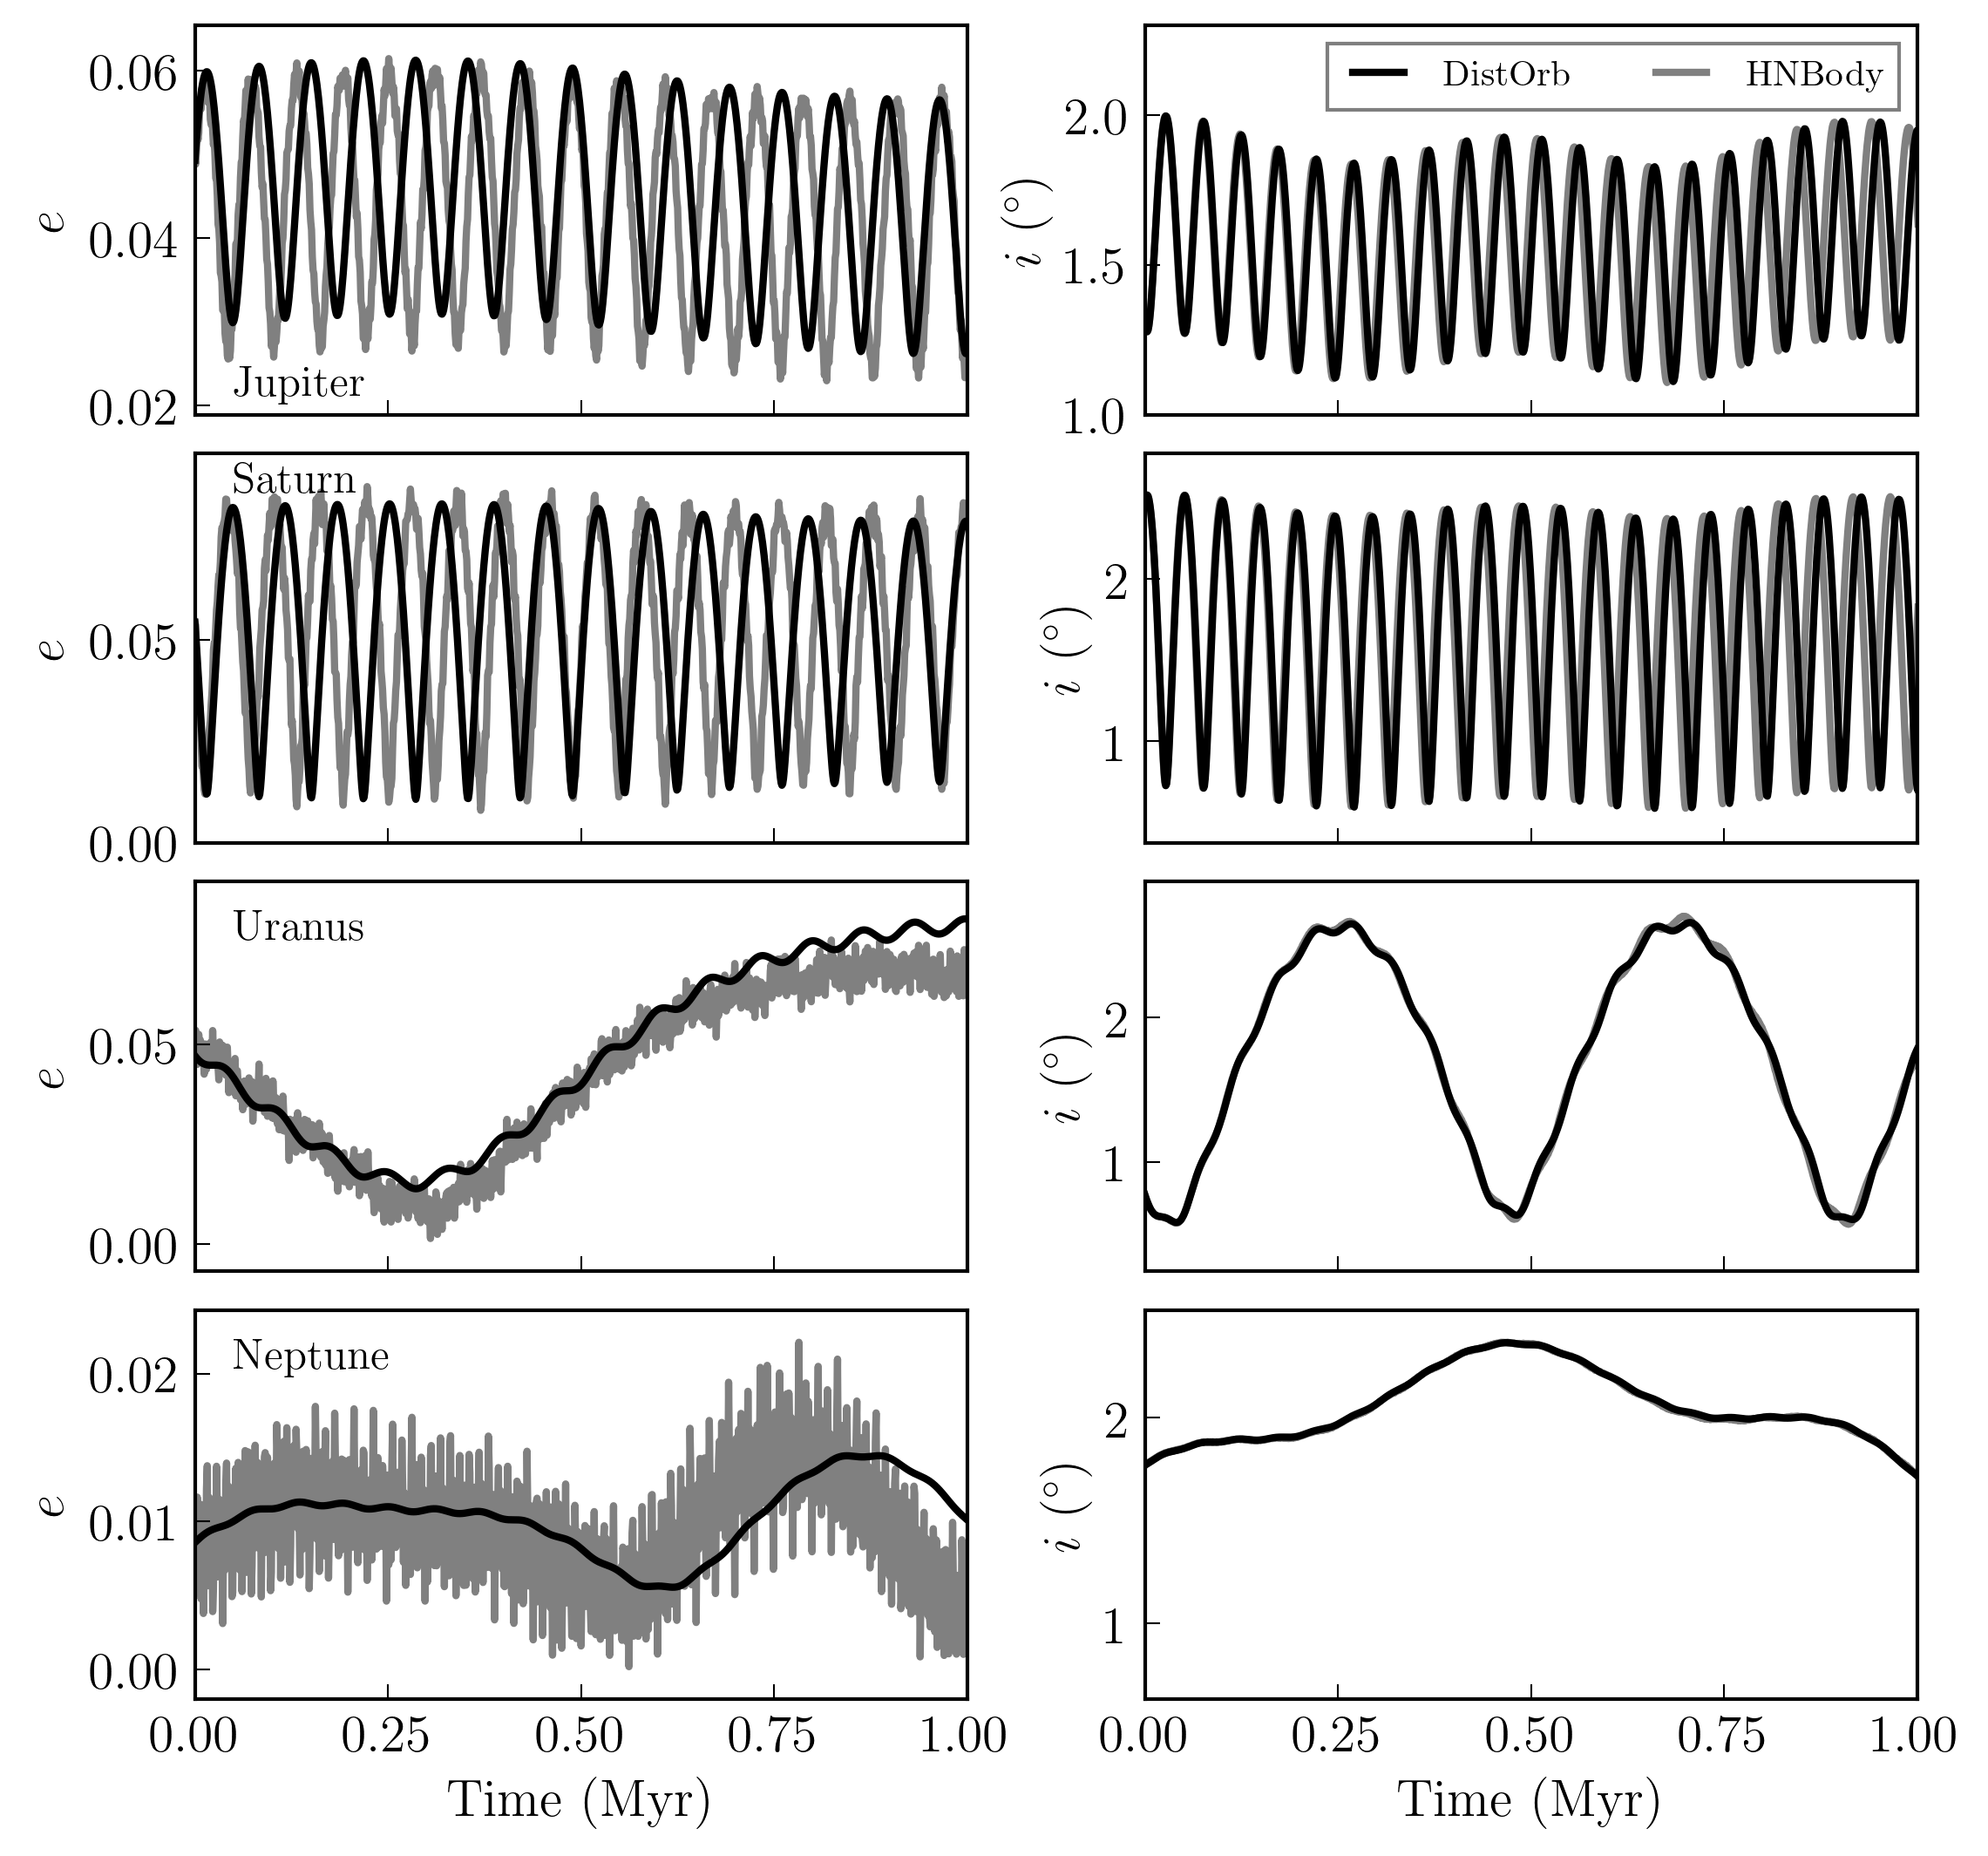 0.06
0.04
0.02
e
Jupiter
DistOrb HNBody
2.0
1.5
1.0
i (°)
Saturn
0.05
0.00
e
2
1
i (°)
Uranus
0.05
0.00
e
2
1
i (°)
Neptune
0.02
0.01
0.00
e
0.00 0.25 0.50 0.75 1.00
Time (Myr)
2
1
i (°)
0.00 0.25 0.50 0.75 1.00
Time (Myr)